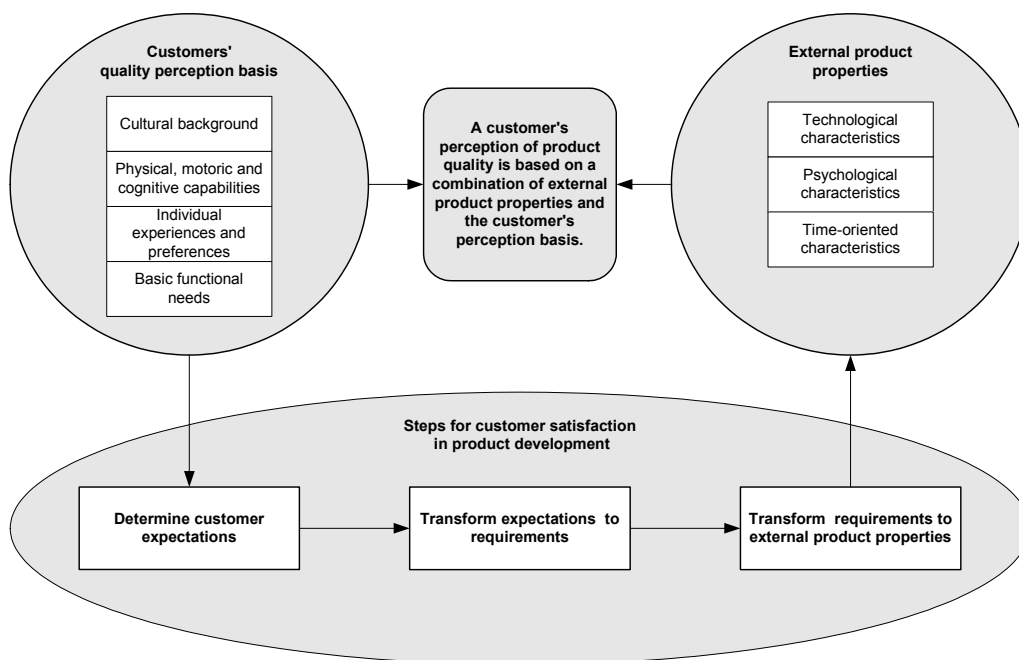 Customers'
quality perception basis
Cultural background
Physical, motoric and
cognitive capabilities
Individual experiences and
preferences
Basic functional
needs
A customer's
perception of product
quality is based on a
combination of external
product properties and
the customer's
perception basis.
External product
properties
Technological
characteristics
Psychological
characteristics
Time-oriented
characteristics
Steps for customer satisfaction
in product development
Determine customer
expectations
Transform expectations to
requirements
Transform requirements to
external product properties